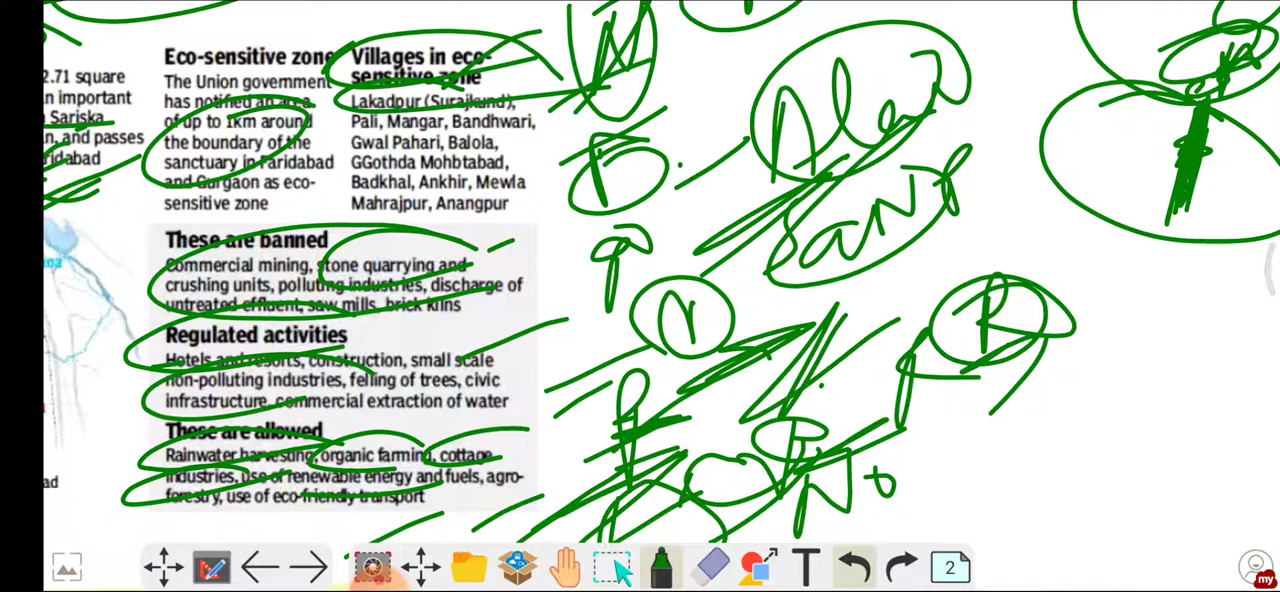 2.71 square
n important
Sariska
n, and passes
ridabad
Eco-sensitive zone
The Union government
has notified an area
of up to 1km around
the boundary of the
sanctuary in Faridabad
and Gurgaon as eco-
sensitive zone
Villages in eco-
sensitive zone
Lakadpur (Surajkund),
Pali, Mangar, Bandhwari,
Gwal Pahari, Balola,
GGothda Mohbtabad,
Badkhal, Ankhir, Mewla
Mahrajpur, Anangpur
These are banned
Commercial mining, stone quarrying and
crushing units, polluting industries, discharge of
untreated effluent, saw mills, brick kilns
Regulated activities
Hotels and resorts, construction, small scale
non-polluting industries, felling of trees, civic
infrastructure, commercial extraction of water
These are allowed
Rainwater harvesting, organic farming, cottage
industries, use of renewable energy and fuels, agro-
forestry, use of eco-friendly transport
ad
R
No
T
2
my